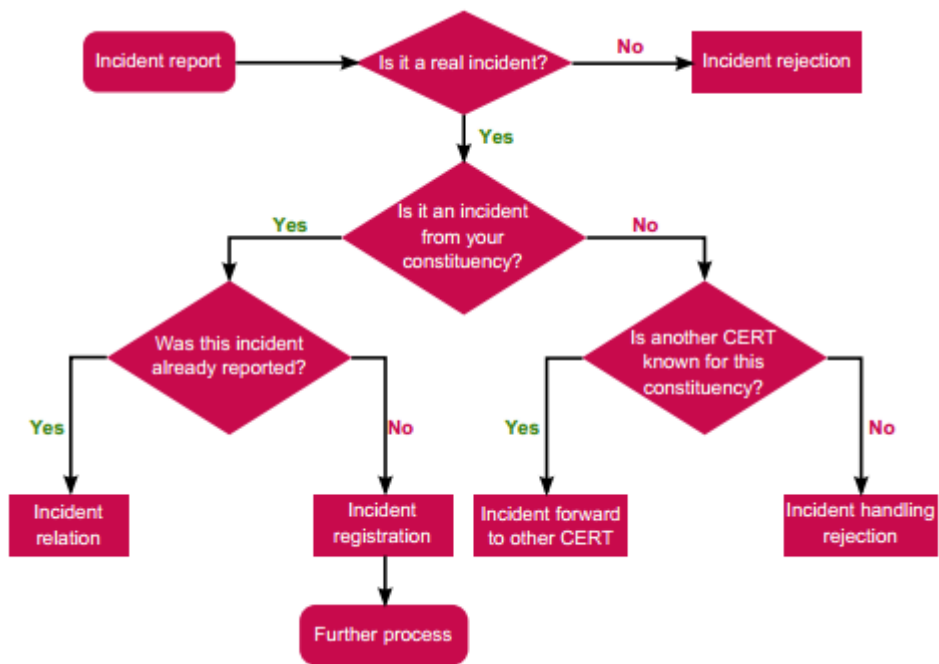 Incident report
Is it a real incident?
No
Incident rejection
Yes
Is it an incident
from your
constituency?
Yes
No
Was this incident
already reported?
Is another CERT
known for this
constituency?
Yes
No
Yes
No
Incident
relation
Incident
registration
Incident forward
to other CERT
Incident handling
rejection
Further process